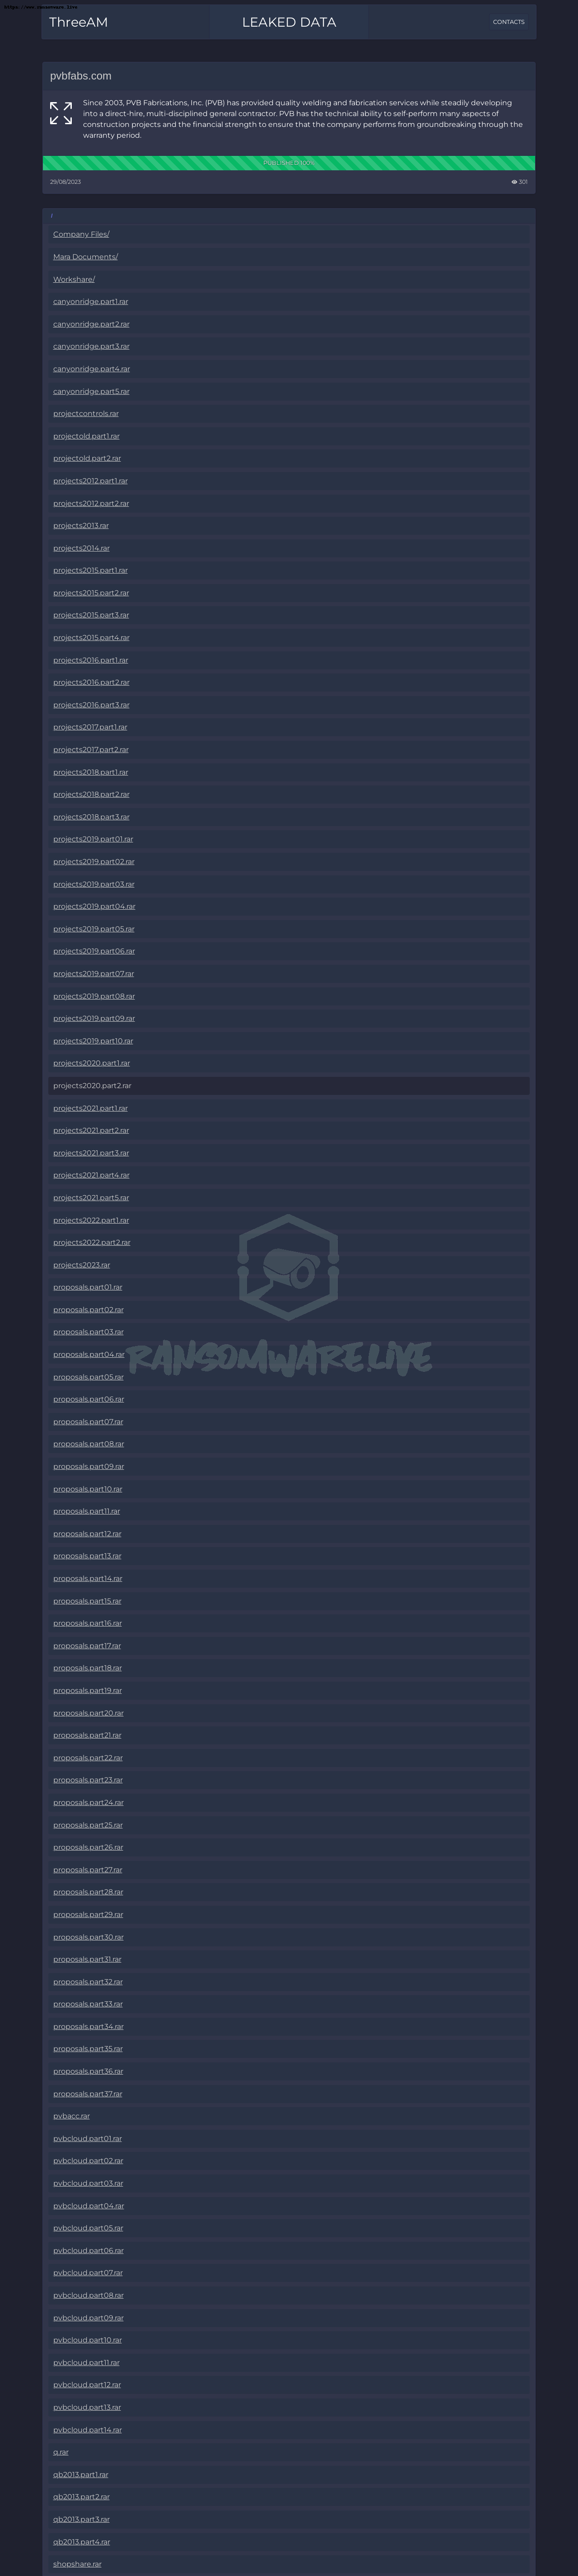 https://www.ransomware.live
ThreeAM
LEAKED DATA
CONTACTS
pvbfabs.com
Since 2003, PVB Fabrications, Inc. (PVB) has provided quality welding and fabrication services while steadily developing
into a direct-hire, multi-disciplined general contractor. PVB has the technical ability to self-perform many aspects of
construction projects and the financial strength to ensure that the company performs from groundbreaking through the
warranty period.
PUBLISHED 100%
29/08/2023
301
/
Company Files/
Mara Documents/
Workshare/
canyonridge.part1.rar
canyonridge.part2.rar
canyonridge.part3.rar
canyonridge.part4.rar
canyonridge.part5.rar
projectcontrols.rar
projectold.part1.rar
projectold.part2.rar
projects2012.part1.rar
projects2012.part2.rar
projects2013.rar
projects2014.rar
projects2015.part1.rar
projects2015.part2.rar
projects2015.part3.rar
projects2015.part4.rar
projects2016.part1.rar
projects2016.part2.rar
projects2016.part3.rar
projects2017.part1.rar
projects2017.part2.rar
projects2018.part1.rar
projects2018.part2.rar
projects2018.part3.rar
projects2019.part01.rar
projects2019.part02.rar
projects2019.part03.rar
projects2019.part04.rar
projects2019.part05.rar
projects2019.part06.rar
projects2019.part07.rar
projects2019.part08.rar
projects2019.part09.rar
projects2019.part10.rar
projects2020.part1.rar
projects2020.part2.rar
projects2021.part1.rar
projects2021.part2.rar
projects2021.part3.rar
projects2021.part4.rar
projects2021.part5.rar
projects2022.part1.rar
projects2022.part2.rar
projects2023.rar
proposals.part01.rar
proposals.part02.rar
proposals.part03.rar
proposals.part04.rar
RANSOMWARE.LIVE
proposals.part05.rar
proposals.part06.rar
proposals.part07.rar
proposals.part08.rar
proposals.part09.rar
proposals.part10.rar
proposals.part11.rar
proposals.part12.rar
proposals.part13.rar
proposals.part14.rar
proposals.part15.rar
proposals.part16.rar
proposals.part17.rar
proposals.part18.rar
proposals.part19.rar
proposals.part20.rar
proposals.part21.rar
proposals.part22.rar
proposals.part23.rar
proposals.part24.rar
proposals.part25.rar
proposals.part26.rar
proposals.part27.rar
proposals.part28.rar
proposals.part29.rar
proposals.part30.rar
proposals.part31.rar
proposals.part32.rar
proposals.part33.rar
proposals.part34.rar
proposals.part35.rar
proposals.part36.rar
proposals.part37.rar
pvbacc.rar
pvbcloud.part01.rar
pvbcloud.part02.rar
pvbcloud.part03.rar
pvbcloud.part04.rar
pvbcloud.part05.rar
pvbcloud.part06.rar
pvbcloud.part07.rar
pvbcloud.part08.rar
pvbcloud.part09.rar
pvbcloud.part10.rar
pvbcloud.part11.rar
pvbcloud.part12.rar
pvbcloud.part13.rar
pvbcloud.part14.rar
q.rar
qb2013.part1.rar
qb2013.part2.rar
qb2013.part3.rar
qb2013.part4.rar
shopshare.rar